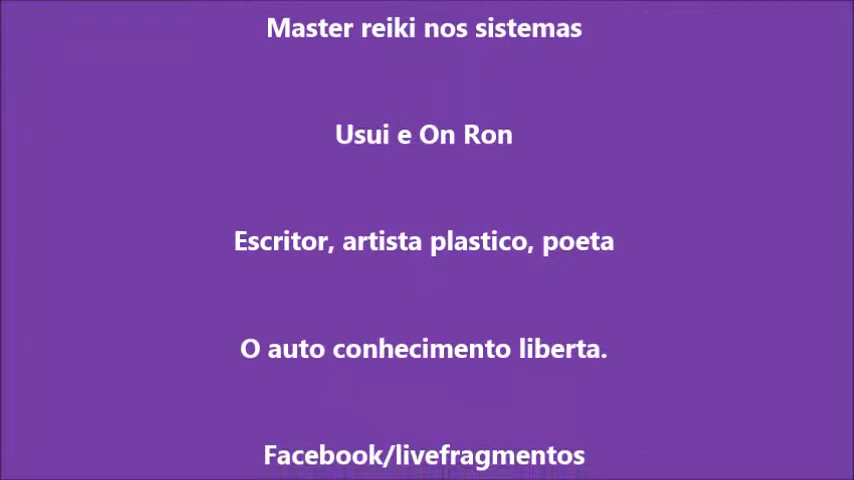 Master reiki nos sistemas
Usui e On Ron
Escritor, artista plastico, poeta
O auto conhecimento liberta.
Facebook/livefragmentos